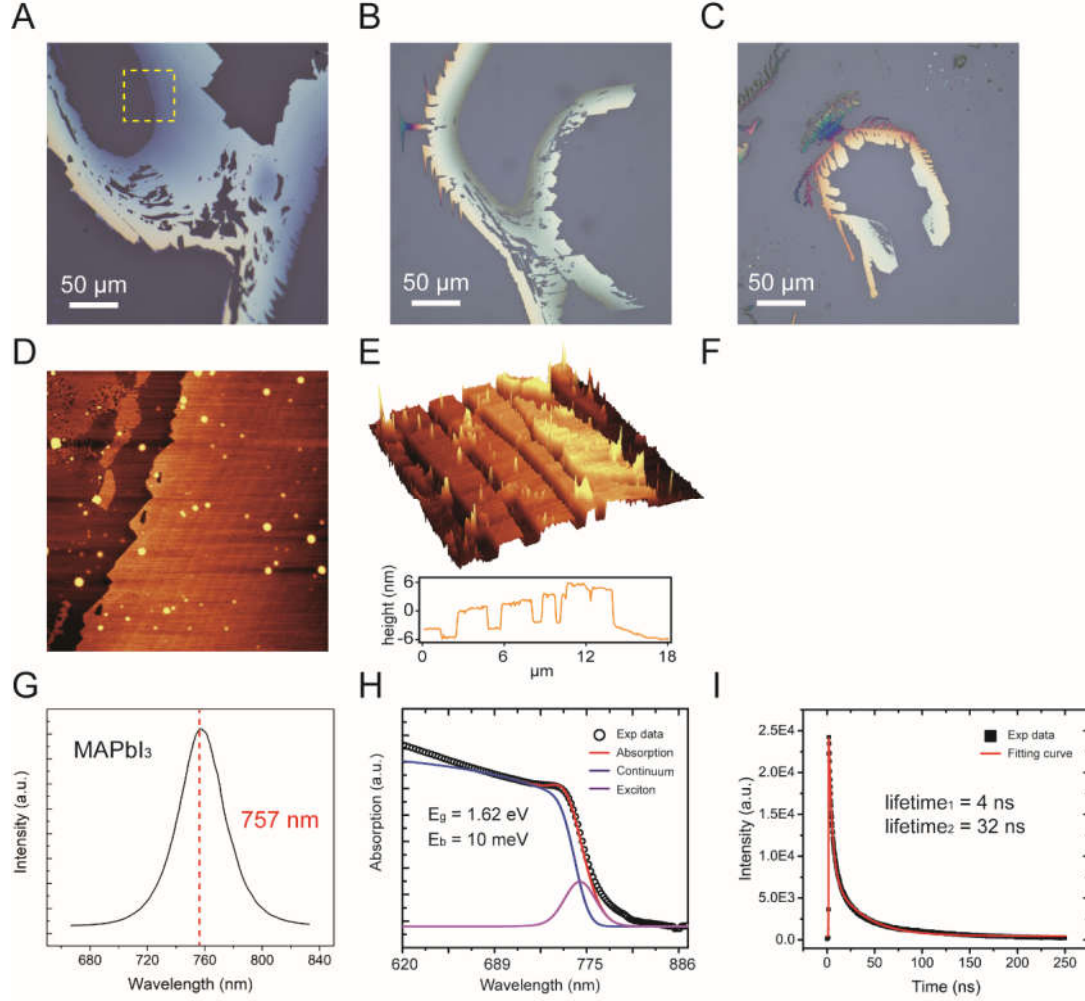 A
B
C
50 μm
50 μm
50 μm
D
E
F
height (nm)
6
0
-6
0
6
12
18
μm
G
H
I
MAPbI₃
757 nm
Intensity (a.u.)
680
720
760
800
840
Wavelength (nm)
Exp data
Absorption
Continuum
Exciton
E_g = 1.62 eV
E_b = 10 meV
Absorption (a.u.)
620
689
775
886
Wavelength (nm)
Exp data
Fitting curve
lifetime₁ = 4 ns
lifetime₂ = 32 ns
Intensity (a.u.)
2.5E4
2.0E4
1.5E4
1.0E4
5.0E3
0.0
0
50
100
150
200
250
Time (ns)